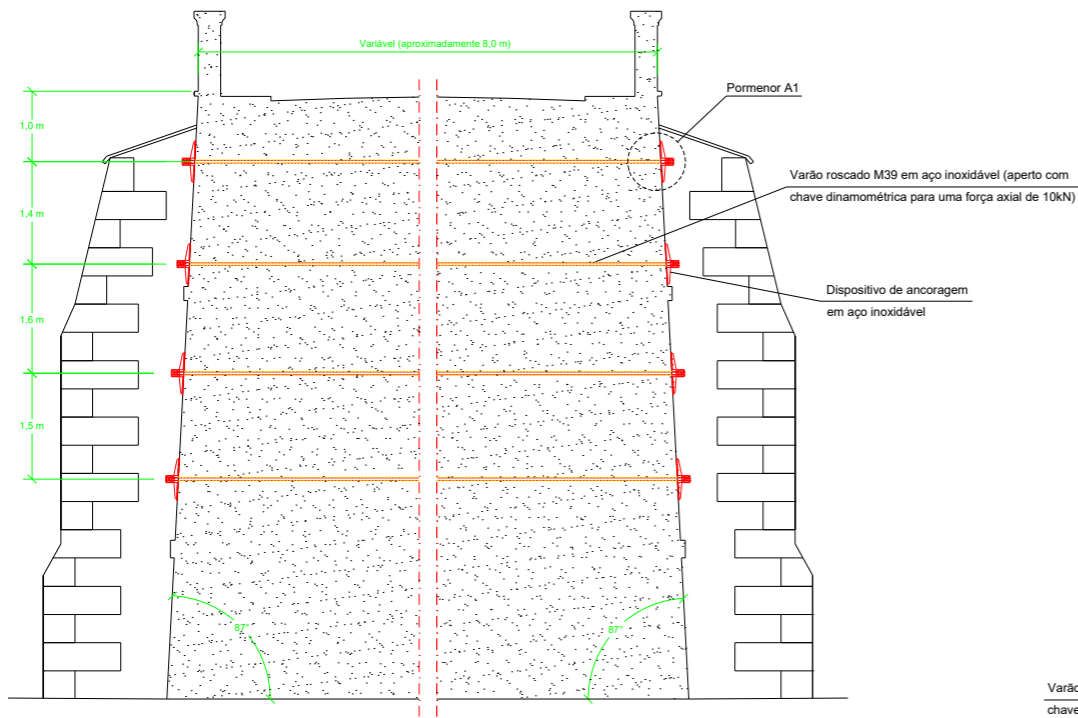 Variável (aproximadamente 8.0 m)
Pormenor A1
1,0 m
Varão roscado M39 em aço inoxidável (aperto com
chave dinamométrica para uma força axial de 10kN)
1,4 m
Dispositivo de ancoragem
em aço inoxidável
1,6 m
1,5 m
87°
87°
Varão
chave